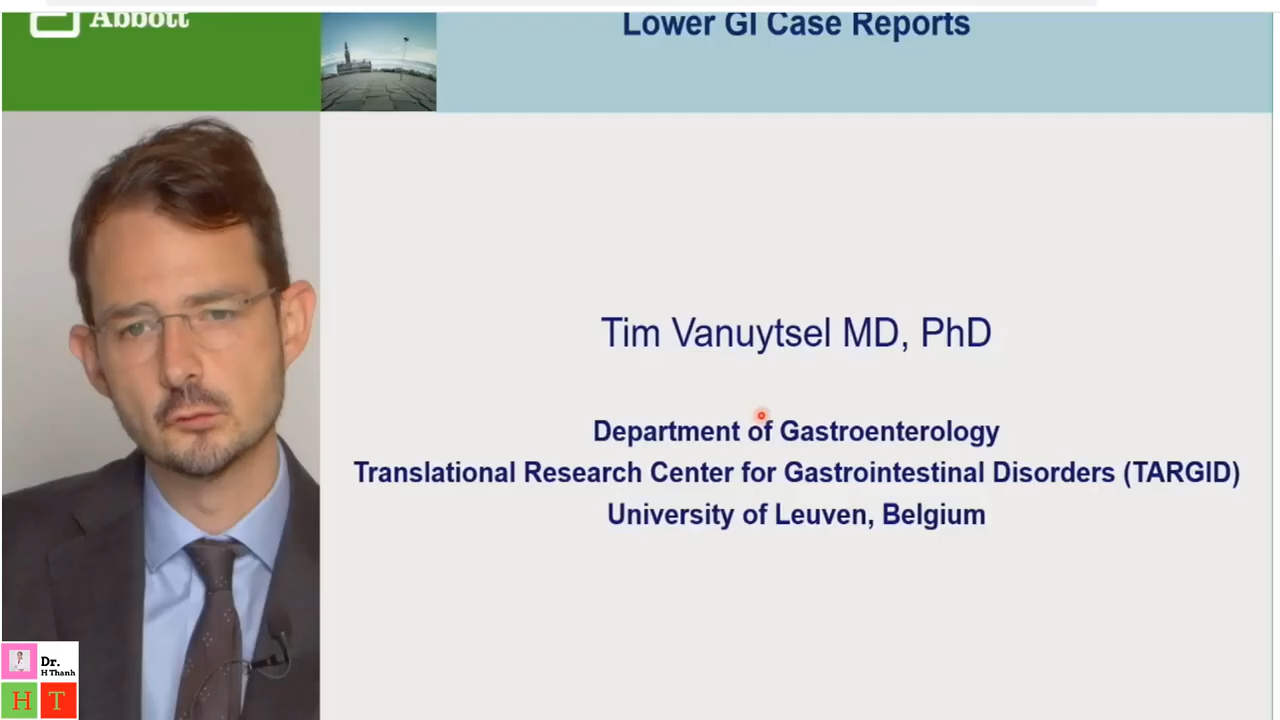 Abbott
Lower GI Case Reports
Tim Vanuytsel MD, PhD
Department of Gastroenterology
Translational Research Center for Gastrointestinal Disorders (TARGID)
University of Leuven, Belgium
Dr.
H Thanh
H T